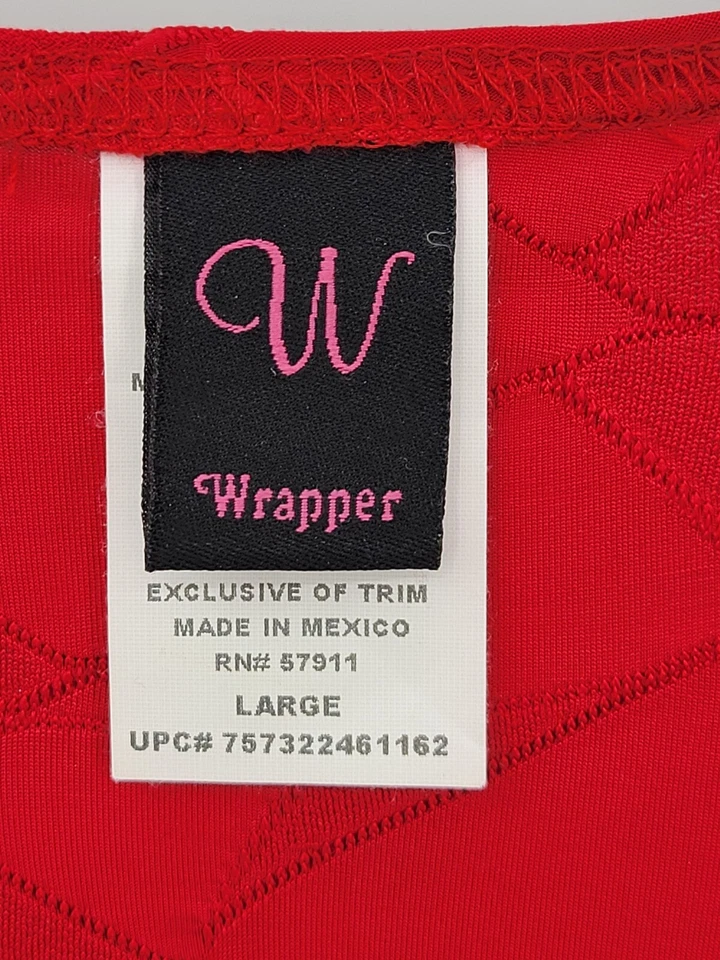 W
Wrapper
EXCLUSIVE OF TRIM
MADE IN MEXICO
RN# 57911
LARGE
UPC# 757322461162